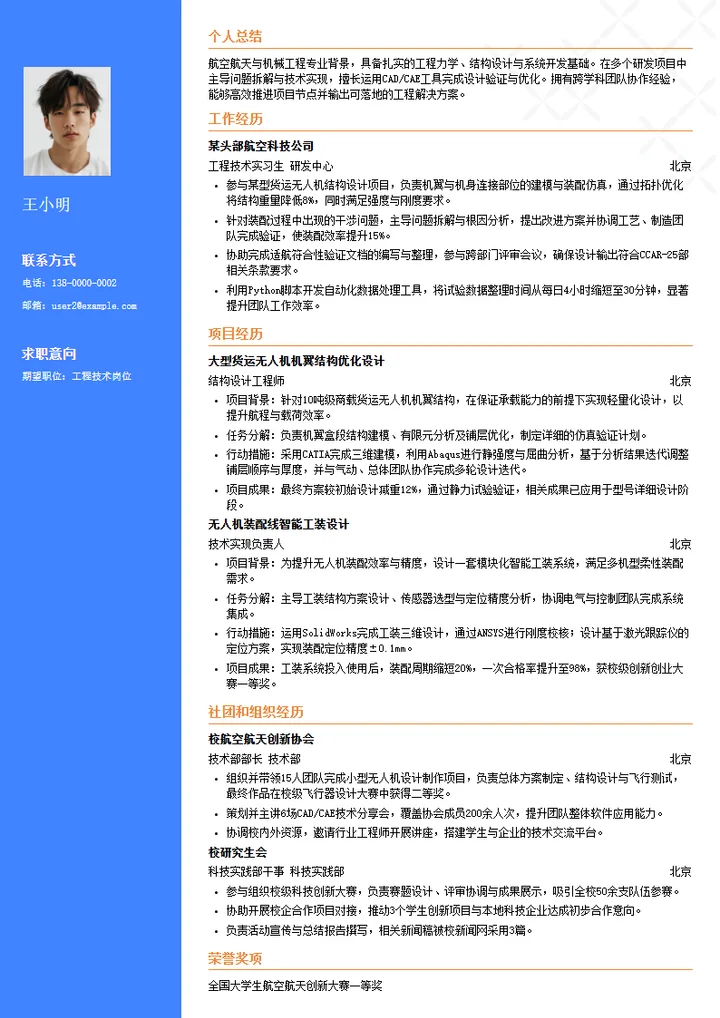 王小明
联系方式
电话：138-0000-0002
邮箱：user2@example.com
求职意向
期望职位：工程技术岗位
个人总结
航空航天与机械工程专业背景，具备扎实的工程力学、结构设计与系统开发基础。在多个研发项目中
主导问题拆解与技术实现，擅长运用CAD/CAE工具完成设计验证与优化。拥有跨学科团队协作经验，
能够高效推进项目节点并输出可落地的工程解决方案。
工作经历
某头部航空科技公司
工程技术实习生 研发中心 北京
• 参与某型货运无人机结构设计项目，负责机翼与机身连接部位的建模与装配仿真，通过拓扑优化
将结构重量降低8%，同时满足强度与刚度要求。
• 针对装配过程中出现的干涉问题，主导问题拆解与根因分析，提出改进方案并协调工艺、制造团
队完成验证，使装配效率提升15%。
• 协助完成适航符合性验证文档的编写与整理，参与跨部门评审会议，确保设计输出符合CCAR-25部
相关条款要求。
• 利用Python脚本开发自动化数据处理工具，将试验数据整理时间从每日4小时缩短至30分钟，显著
提升团队工作效率。
项目经历
大型货运无人机机翼结构优化设计
结构设计工程师 北京
• 项目背景：针对10吨级商载货运无人机机翼结构，在保证承载能力的前提下实现轻量化设计，以
提升航程与载荷效率。
• 任务分解：负责机翼盒段结构建模、有限元分析及铺层优化，制定详细的仿真验证计划。
• 行动措施：采用CATIA完成三维建模，利用Abaqus进行静强度与屈曲分析，基于分析结果迭代调整
铺层顺序与厚度，并与气动、总体团队协作完成多轮设计迭代。
• 项目成果：最终方案较初始设计减重12%，通过静力试验验证，相关成果已应用于型号详细设计阶
段。
无人机装配线智能工装设计
技术实现负责人 北京
• 项目背景：为提升无人机装配效率与精度，设计一套模块化智能工装系统，满足多机型柔性装配
需求。
• 任务分解：主导工装结构方案设计、传感器选型与定位精度分析，协调电气与控制团队完成系统
集成。
• 行动措施：运用SolidWorks完成工装三维设计，通过ANSYS进行刚度校核；设计基于激光跟踪仪的
定位方案，实现装配定位精度±0.1mm。
• 项目成果：工装系统投入使用后，装配周期缩短20%，一次合格率提升至98%，获校级创新创业大
赛一等奖。
社团和组织经历
校航空航天创新协会
技术部部长 技术部 北京
• 组织并带领15人团队完成小型无人机设计制作项目，负责总体方案制定、结构设计与飞行测试，
最终作品在校级飞行器设计大赛中获得二等奖。
• 策划并主讲6场CAD/CAE技术分享会，覆盖协会成员200余人次，提升团队整体软件应用能力。
• 协调校内外资源，邀请行业工程师开展讲座，搭建学生与企业的技术交流平台。
校研究生会
科技实践部干事 科技实践部 北京
• 参与组织校级科技创新大赛，负责赛题设计、评审协调与成果展示，吸引全校50余支队伍参赛。
• 协助开展校企合作项目对接，推动3个学生创新项目与本地科技企业达成初步合作意向。
• 负责活动宣传与总结报告撰写，相关新闻稿被校新闻网采用3篇。
荣誉奖项
全国大学生航空航天创新大赛一等奖